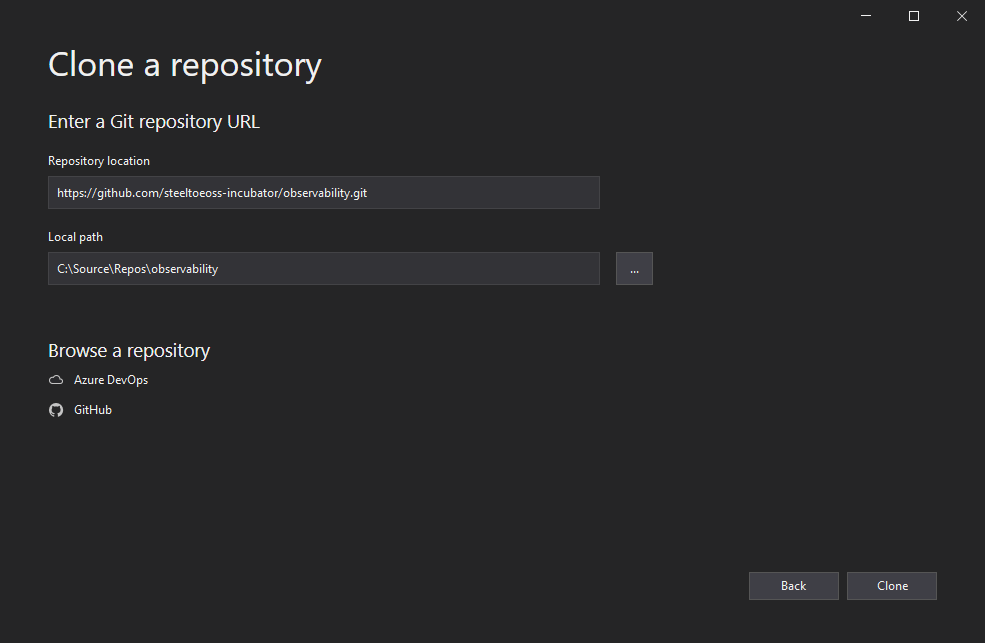 Clone a repository
Enter a Git repository URL
Repository location
https://github.com/steeltoeoss-incubator/observability.git
Local path
C:\Source\Repos\observability
...
Browse a repository
Azure DevOps
GitHub
Back
Clone